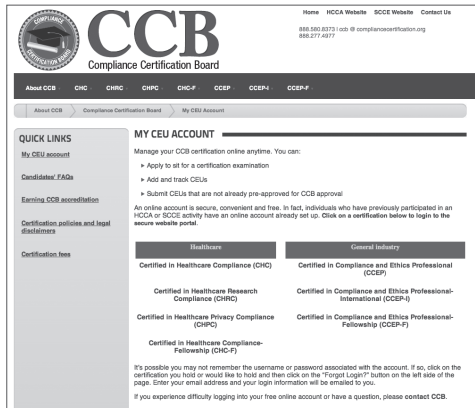 COMPLIANCE
CERTIFICATION BOARD
CCB
Compliance Certification Board
Home HCCA Website SCCE Website Contact Us
888.580.8373 | ccb @ compliancecertification.org
888.277.4977
About CCB CHC CHRC CHPC CHC-F CCEP CCEP-I CCEP-F
About CCB Compliance Certification Board My CEU Account
QUICK LINKS
My CEU account
Candidates' FAQs
Earning CCB accreditation
Certification policies and legal
disclaimers
Certification fees
MY CEU ACCOUNT
Manage your CCB certification online anytime. You can:
▶ Apply to sit for a certification examination
▶ Add and track CEUs
▶ Submit CEUs that are not already pre-approved for CCB approval
An online account is secure, convenient and free. In fact, individuals who have previously participated in an
HCCA or SCCE activity have an online account already set up. Click on a certification below to login to the
secure website portal.
Healthcare
Certified in Healthcare Compliance (CHC)
Certified in Healthcare Research
Compliance (CHRC)
Certified in Healthcare Privacy Compliance
(CHPC)
Certified in Healthcare Compliance-
Fellowship (CHC-F)
General industry
Certified in Compliance and Ethics Professional
(CCEP)
Certified in Compliance and Ethics Professional-
International (CCEP-I)
Certified in Compliance and Ethics Professional-
Fellowship (CCEP-F)
It's possible you may not remember the username or password associated with the account. If so, click on the
certification you hold or would like to hold and then click on the "Forgot Login?" button on the left side of the
page. Enter your email address and your login information will be emailed to you.
If you experience difficulty logging into your free online account or have a question, please contact CCB.